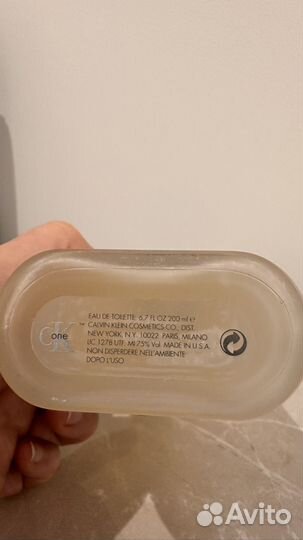 CK one
EAU DE TOILETTE 6.7 FL OZ 200 ml e
™ CALVIN KLEIN COSMETICS CO., DIST.
NEW YORK, N.Y. 10022 PARIS, MILANO
LIC. 1278 UTF. MI 75% Vol. MADE IN U.S.A.
NON DISPERDERE NELL'AMBIENTE
DOPO L'USO
Avito